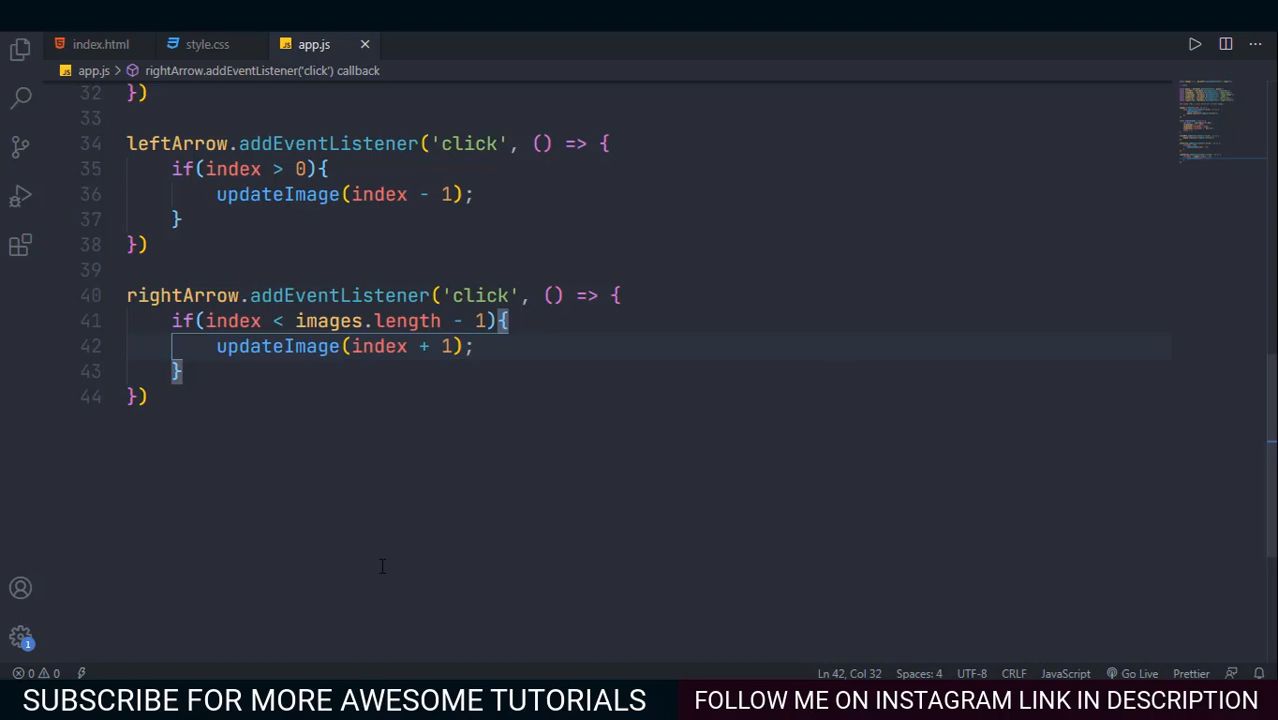 index.html
style.css
app.js
app.js > rightArrow.addEventListener('click') callback
32 })
33
34 leftArrow.addEventListener('click', () => {
35 if(index > 0){
36 updateImage(index - 1);
37 }
38 })
39
40 rightArrow.addEventListener('click', () => {
41 if(index < images.length - 1){
42 updateImage(index + 1);
43 }
44 })
1
0 0
Ln 42, Col 32
Spaces: 4
UTF-8
CRLF
JavaScript
Go Live
Prettier
SUBSCRIBE FOR MORE AWESOME TUTORIALS
FOLLOW ME ON INSTAGRAM LINK IN DESCRIPTION